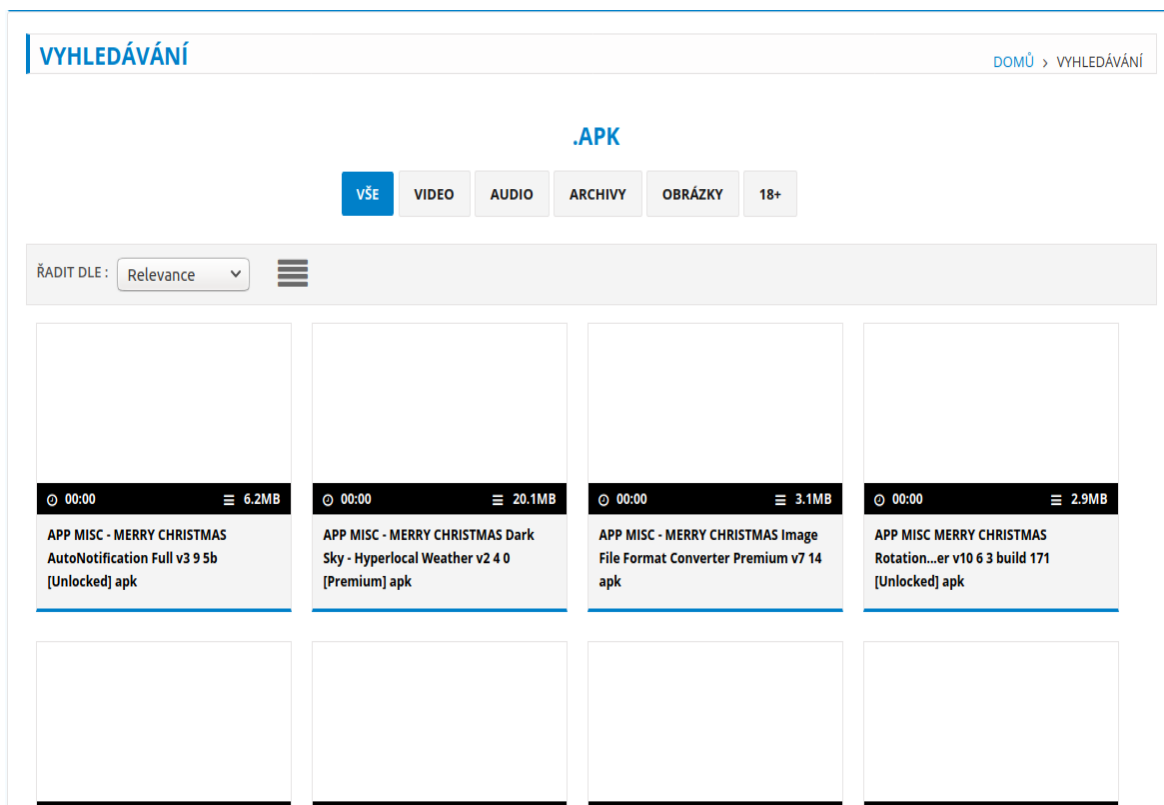 VYHLEDÁVÁNÍ
DOMŮ › VYHLEDÁVÁNÍ
.APK
VŠE VIDEO AUDIO ARCHIVY OBRÁZKY 18+
ŘADIT DLE : Relevance
00:00 6.2MB
APP MISC - MERRY CHRISTMAS
AutoNotification Full v3 9 5b
[Unlocked] apk
00:00 20.1MB
APP MISC - MERRY CHRISTMAS Dark
Sky - Hyperlocal Weather v2 4 0
[Premium] apk
00:00 3.1MB
APP MISC - MERRY CHRISTMAS Image
File Format Converter Premium v7 14
apk
00:00 2.9MB
APP MISC MERRY CHRISTMAS
Rotation...er v10 6 3 build 171
[Unlocked] apk